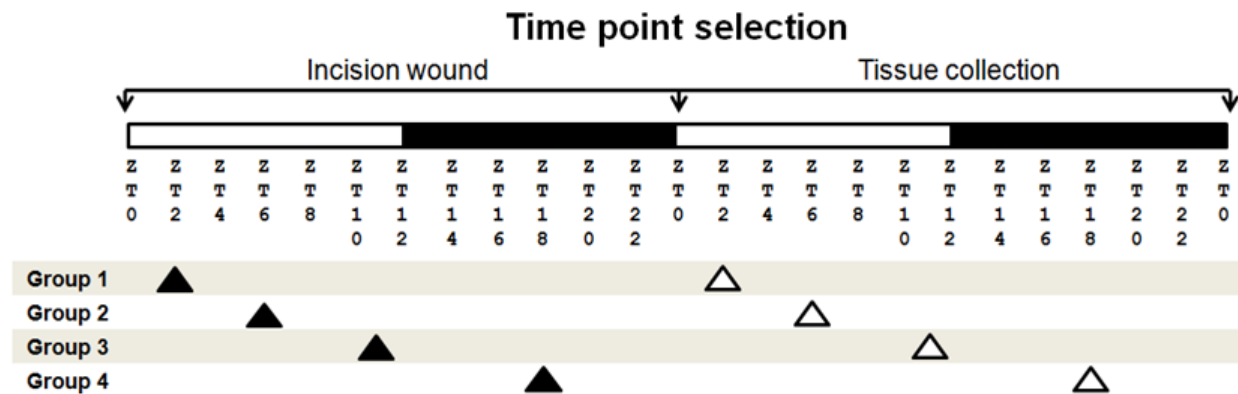 Time point selection
Incision wound Tissue collection
ZT0 ZT2 ZT4 ZT6 ZT8 ZT10 ZT12 ZT14 ZT16 ZT18 ZT20 ZT22 ZT0 ZT2 ZT4 ZT6 ZT8 ZT10 ZT12 ZT14 ZT16 ZT18 ZT20 ZT22 ZT0
Group 1
Group 2
Group 3
Group 4